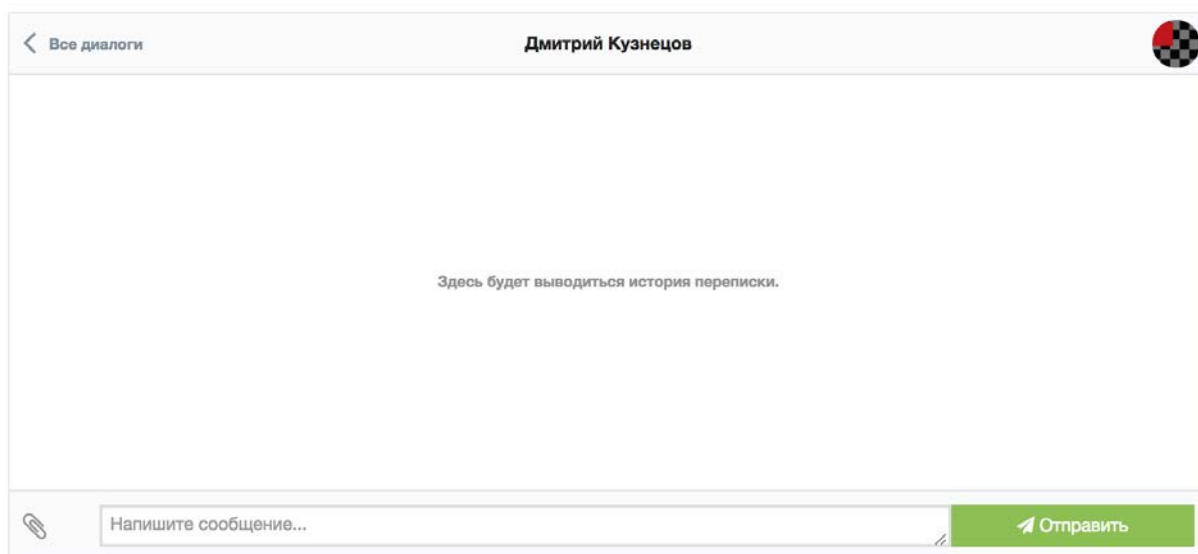 Все диалоги
Дмитрий Кузнецов
Здесь будет выводиться история переписки.
Напишите сообщение...
Отправить